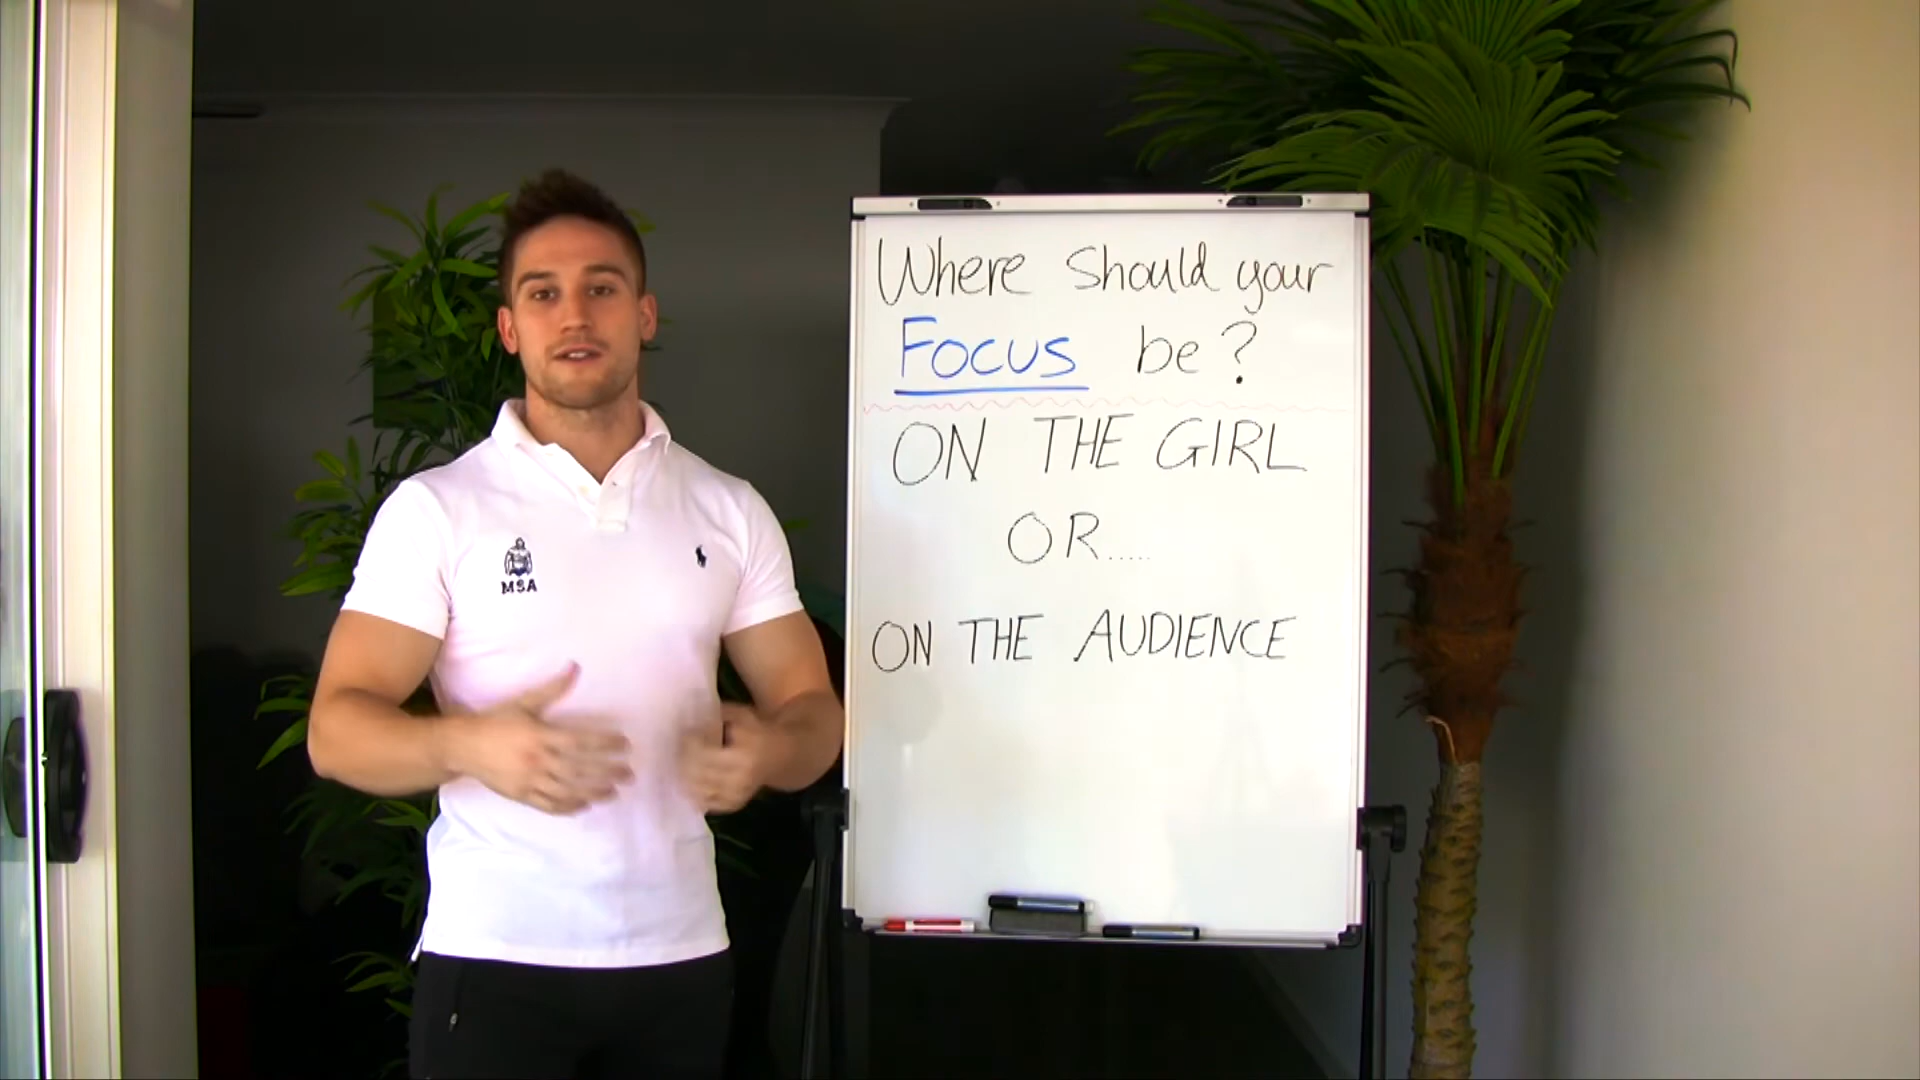 Where should your
Focus be?
ON THE GIRL
OR.....
ON THE AUDIENCE
MSA